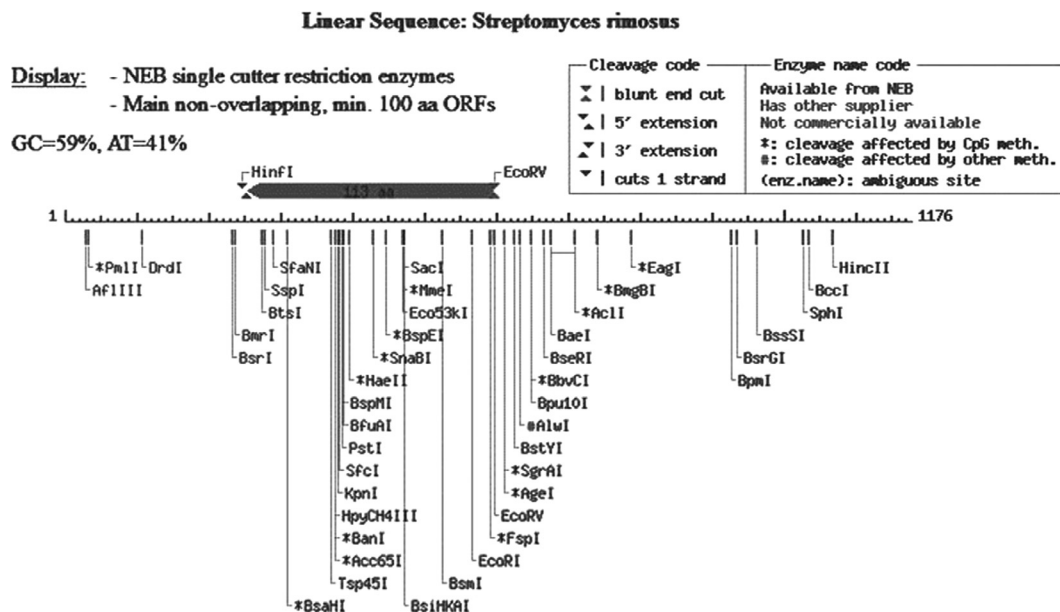 Linear Sequence: Streptomyces rimosus
Display: - NEB single cutter restriction enzymes
- Main non-overlapping, min. 100 aa ORFs
GC=59%, AT=41%
Cleavage code
blunt end cut
5' extension
3' extension
cuts 1 strand
Enzyme name code
Available from NEB
Has other supplier
Not commercially available
*: cleavage affected by CpG meth.
#: cleavage affected by other meth.
(enz.name): ambiguous site
HinfI EcoRV
113 aa
1 1176
*PmlI DrdI SfaNI SacI *EagI HincII
AflIII SspI *MmeI *BmgBI BccI
BtsI Eco53kI *AclI SphI
BmrI *BspEI BaeI BssSI
BsrI *SnaBI BseRI BsrGI
*HaeII *BbvCI BpmI
BspMI Bpu10I
BfuAI #AlwI
PstI BstYI
SfcI *SgrAI
KpnI *AgeI
HpyCH4III EcoRV
*BanI *FspI
*Acc65I EcoRI
Tsp45I BsmI
*BsaHI BsiHKAI